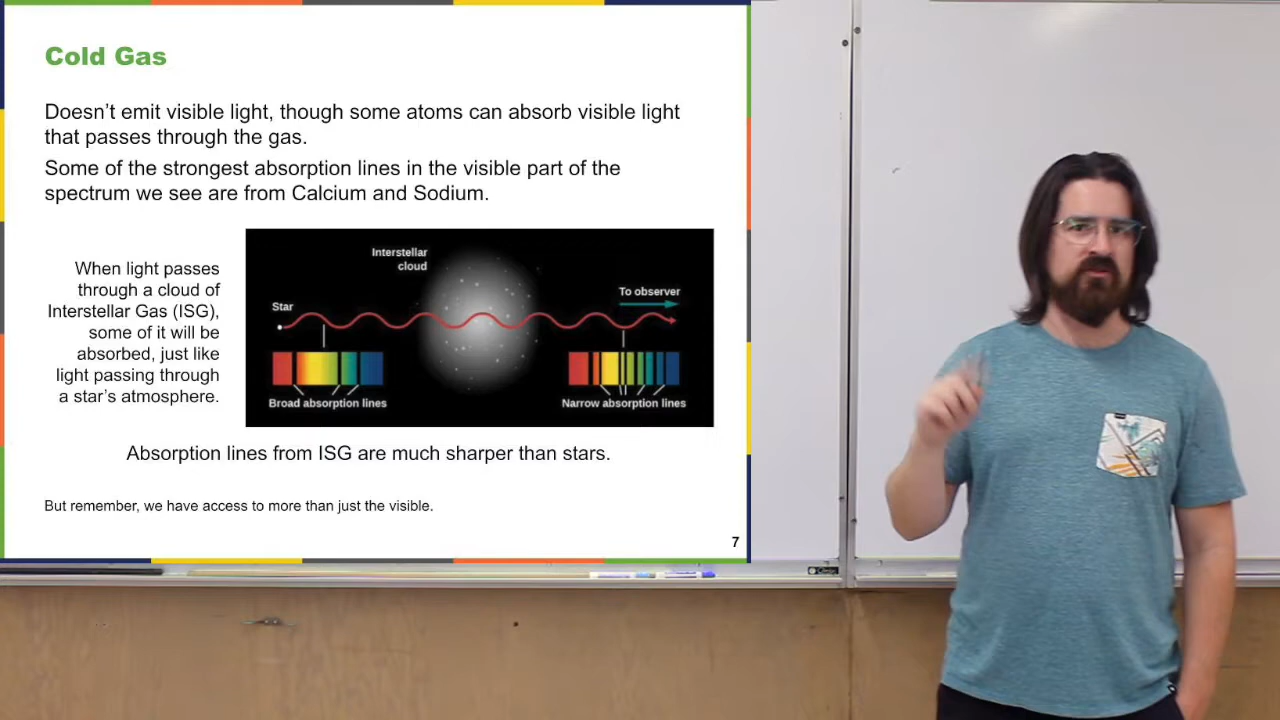 Cold Gas
Doesn't emit visible light, though some atoms can absorb visible light
that passes through the gas.
Some of the strongest absorption lines in the visible part of the
spectrum we see are from Calcium and Sodium.
When light passes
through a cloud of
Interstellar Gas (ISG),
some of it will be
absorbed, just like
light passing through
a star's atmosphere.
Interstellar
cloud
Star
To observer
Broad absorption lines
Narrow absorption lines
Absorption lines from ISG are much sharper than stars.
But remember, we have access to more than just the visible.
7